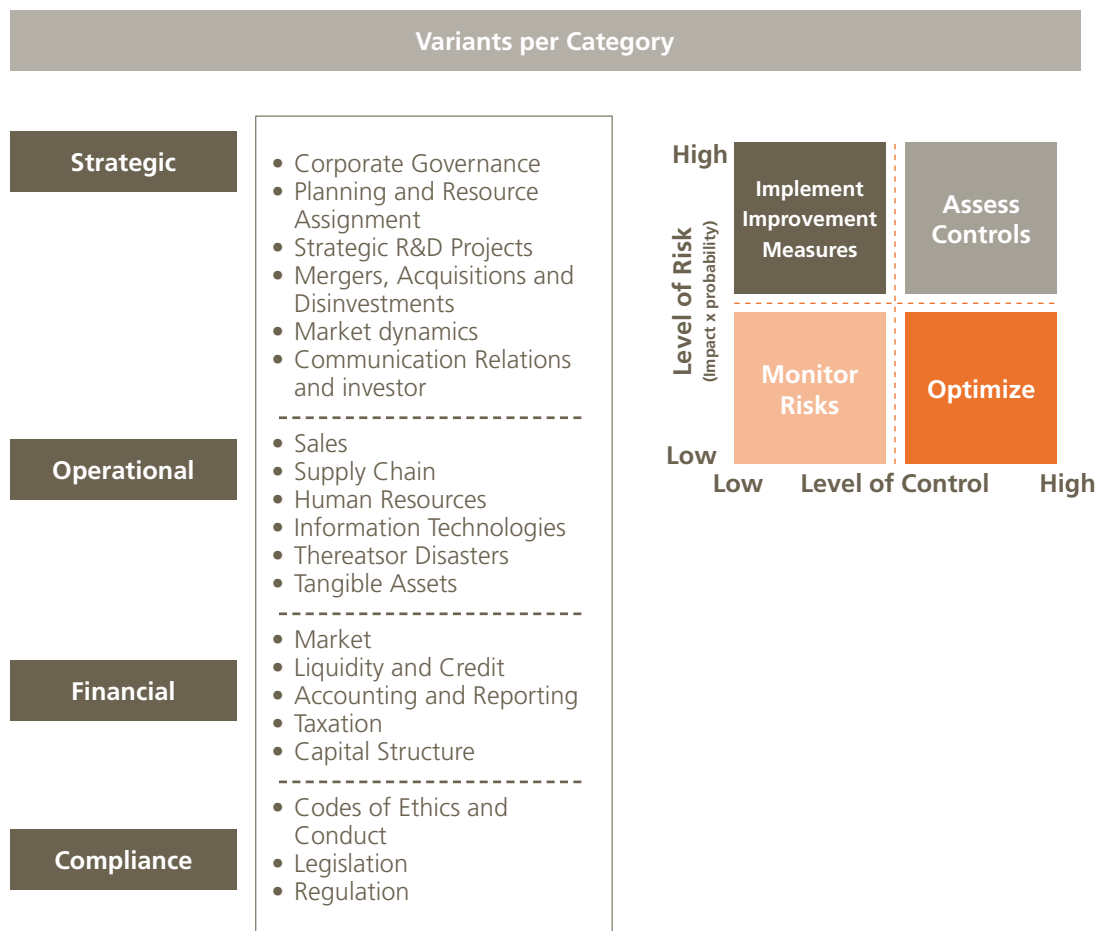 Variants per Category
Strategic
• Corporate Governance
• Planning and Resource
Assignment
• Strategic R&D Projects
• Mergers, Acquisitions and
Disinvestments
• Market dynamics
• Communication Relations
and investor
Operational
• Sales
• Supply Chain
• Human Resources
• Information Technologies
• Thereatsor Disasters
• Tangible Assets
Financial
• Market
• Liquidity and Credit
• Accounting and Reporting
• Taxation
• Capital Structure
Compliance
• Codes of Ethics and
Conduct
• Legislation
• Regulation
High
Level of Risk
(Impact x probability)
Low
Implement
Improvement
Measures
Assess
Controls
Monitor
Risks
Optimize
Low
Level of Control
High